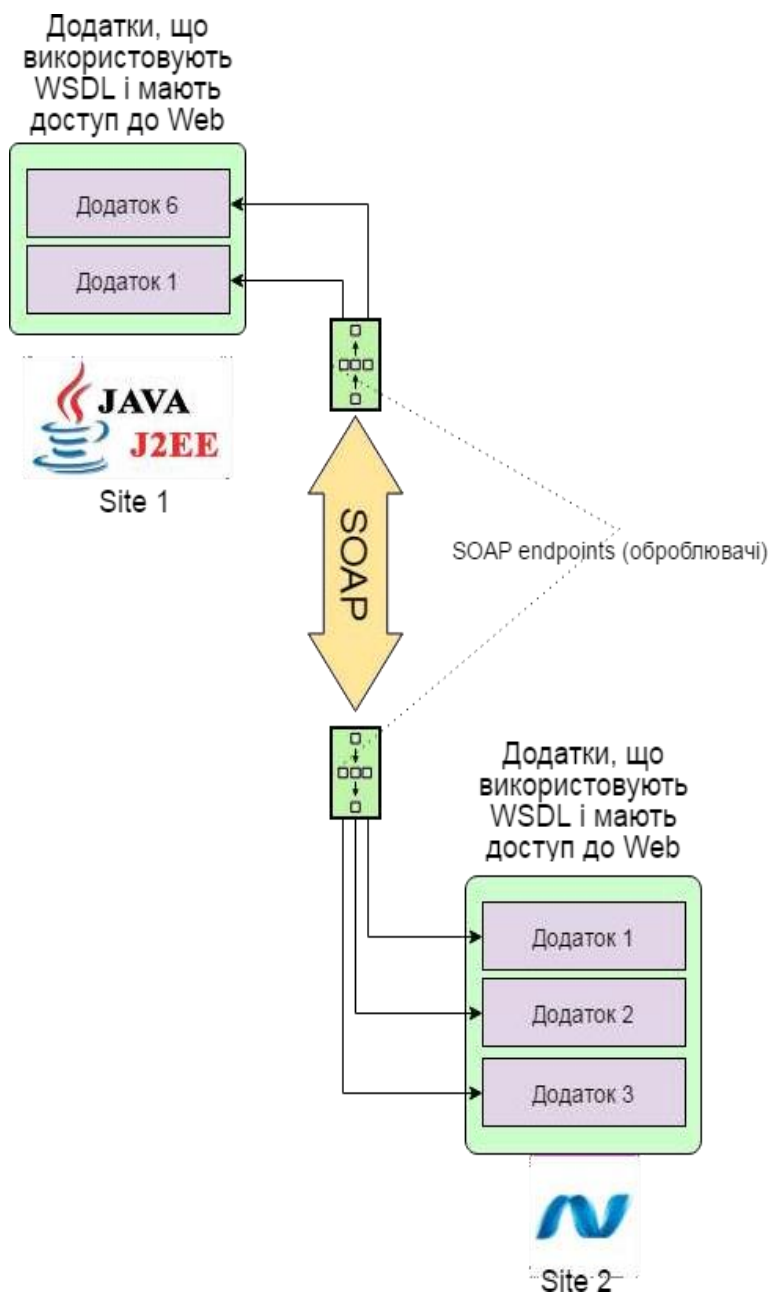 Додатки, що
використовують
WSDL і мають
доступ до Web
Додаток 6
Додаток 1
JAVA
J2EE
Site 1
SOAP
SOAP endpoints (оброблювачі)
Додатки, що
використовують
WSDL і мають
доступ до Web
Додаток 1
Додаток 2
Додаток 3
Site 2